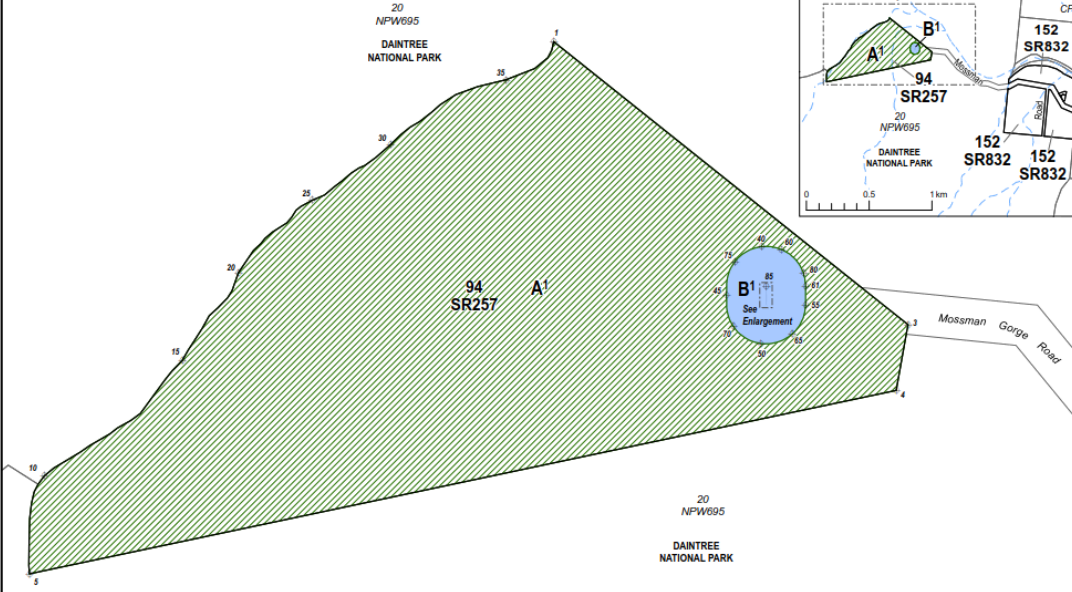 20
NPW695
DAINTREE
NATIONAL PARK
1
35
30
25
20
15
10
5
94
SR257
A1
40
60
75
80
85
61
45
B1
55
See
Enlargement
70
65
50
3
4
Mossman Gorge Road
20
NPW695
DAINTREE
NATIONAL PARK
B1
A1
94
SR257
Mossman
20
NPW695
DAINTREE
NATIONAL PARK
152
SR832
Road
152
SR832
152
SR832
0 0.5 1 km